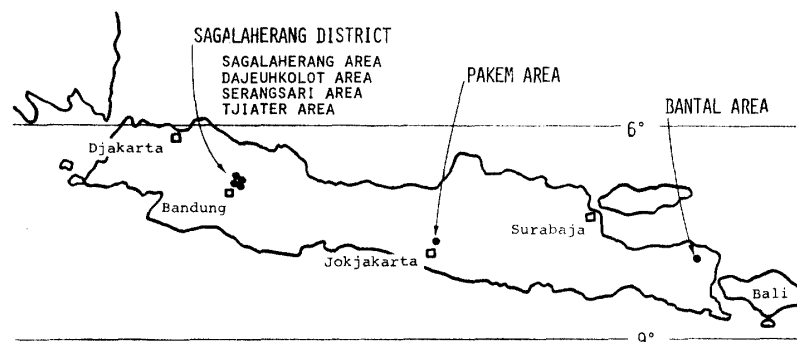 SAGALAHERANG DISTRICT
SAGALAHERANG AREA
DAJEUHKOLOT AREA
SERANGSARI AREA
TJIATER AREA
PAKEM AREA
BANTAL AREA
6°
Djakarta
Bandung
Surabaja
Jokjakarta
Bali
9°